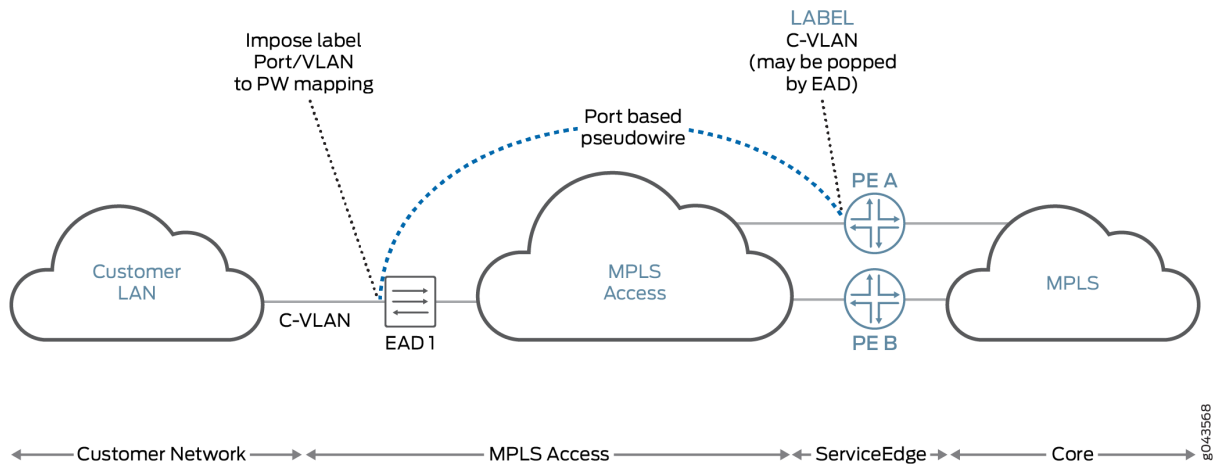 Impose label
Port/VLAN
to PW mapping
LABEL
C-VLAN
(may be popped
by EAD)
Port based
pseudowire
PE A
Customer
LAN
C-VLAN
EAD 1
MPLS
Access
PE B
MPLS
Customer Network
MPLS Access
ServiceEdge
Core
g043568